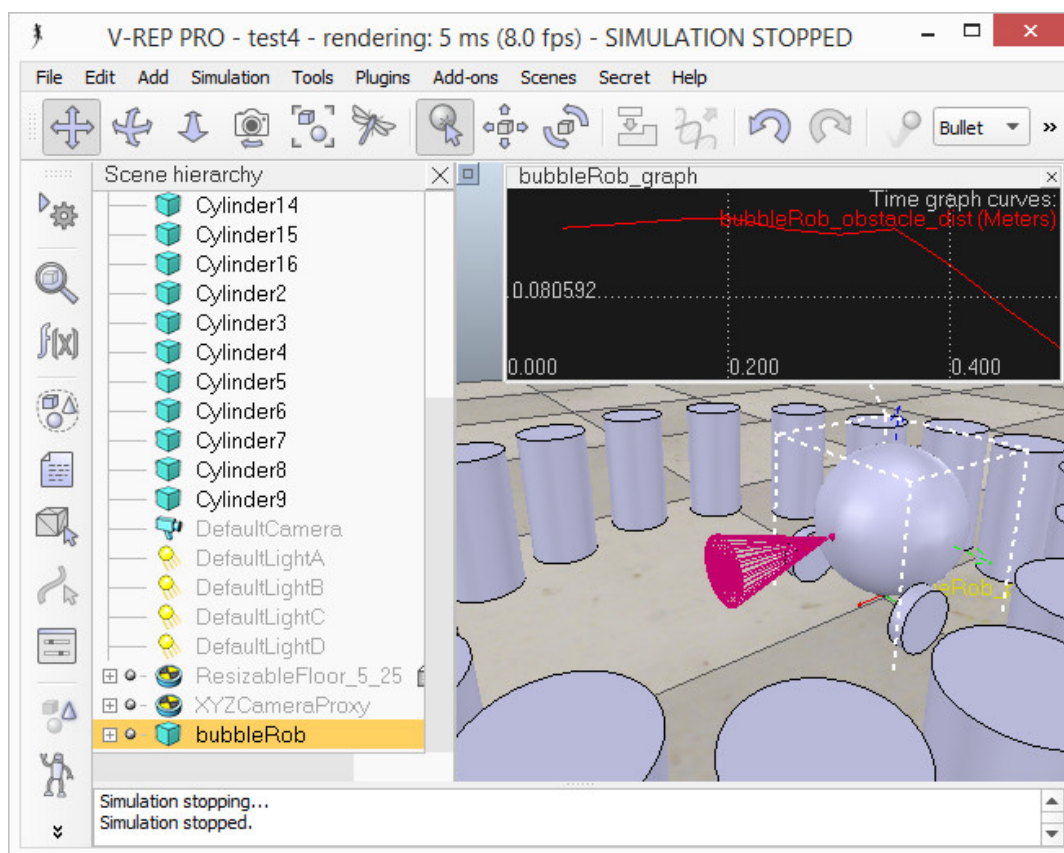 V-REP PRO - test4 - rendering: 5 ms (8.0 fps) - SIMULATION STOPPED
File Edit Add Simulation Tools Plugins Add-ons Scenes Secret Help
f(x)
Bullet
Scene hierarchy
Cylinder14
Cylinder15
Cylinder16
Cylinder2
Cylinder3
Cylinder4
Cylinder5
Cylinder6
Cylinder7
Cylinder8
Cylinder9
DefaultCamera
DefaultLightA
DefaultLightB
DefaultLightC
DefaultLightD
ResizableFloor_5_25
XYZCameraProxy
bubbleRob
bubbleRob_graph
Time graph curves:
bubbleRob_obstacle_dist (Meters)
0.080592
0.000 0.200 0.400
Simulation stopping...
Simulation stopped.